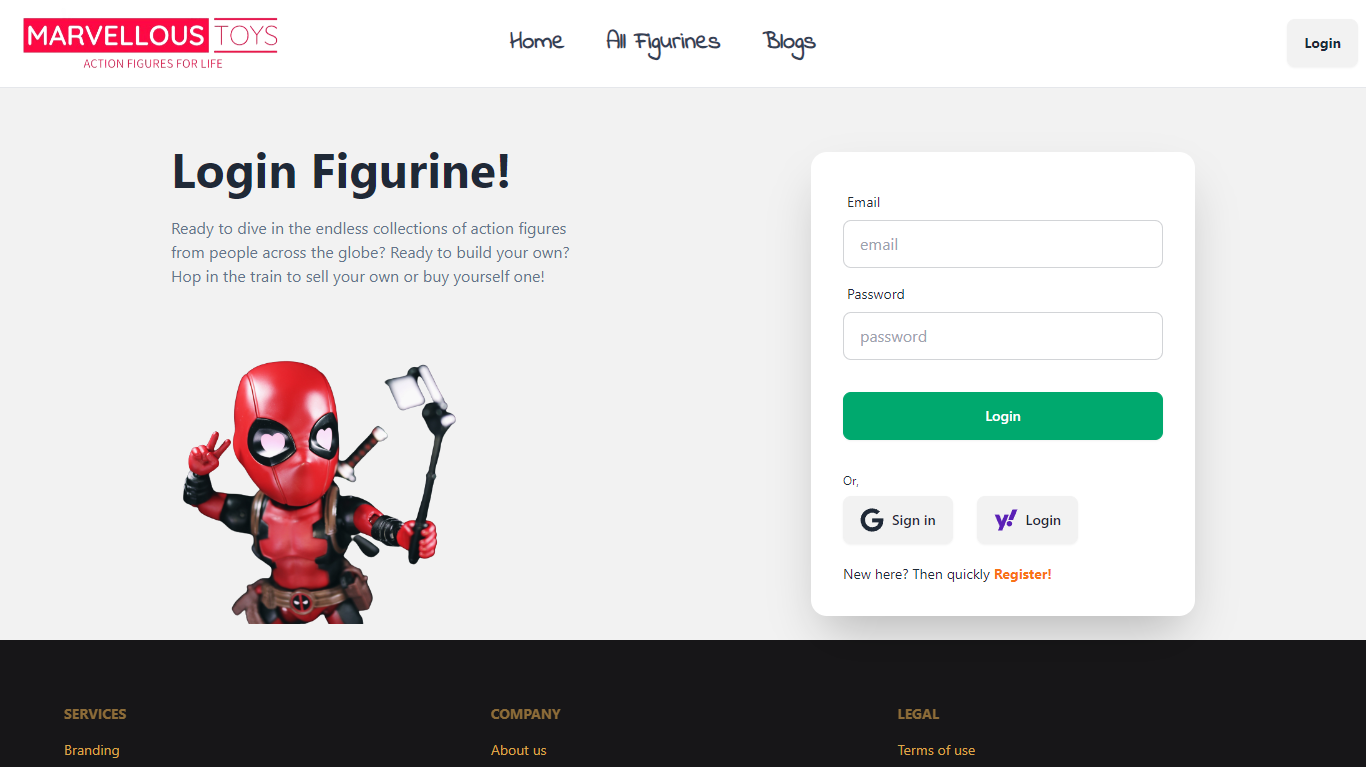 MARVELLOUS TOYS
ACTION FIGURES FOR LIFE
Home All Figurines Blogs
Login
Login Figurine!
Ready to dive in the endless collections of action figures
from people across the globe? Ready to build your own?
Hop in the train to sell your own or buy yourself one!
Email
email
Password
password
Login
Or,
G Sign in
y! Login
New here? Then quickly Register!
SERVICES
Branding
COMPANY
About us
LEGAL
Terms of use